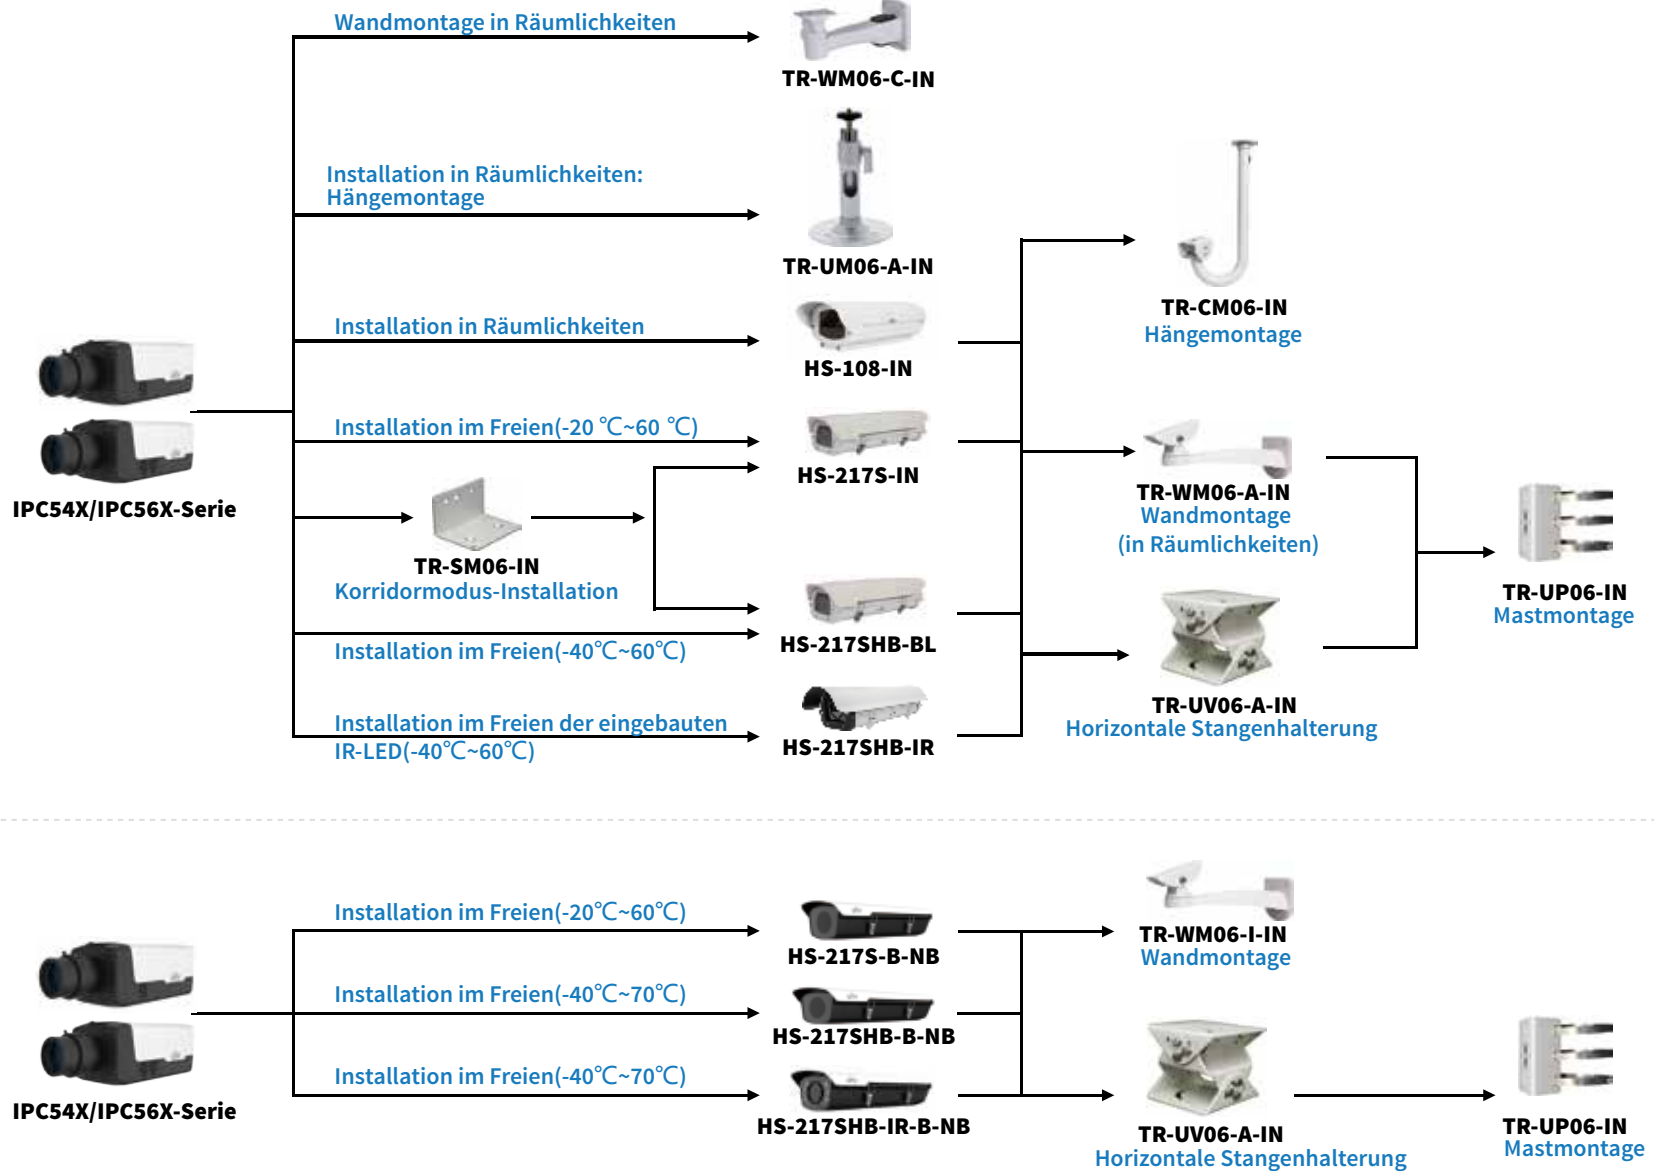 Wandmontage in Räumlichkeiten
TR-WM06-C-IN
Installation in Räumlichkeiten:
Hängemontage
TR-UM06-A-IN
TR-CM06-IN
Hängemontage
Installation in Räumlichkeiten
HS-108-IN
Installation im Freien(-20 ℃~60 ℃)
HS-217S-IN
IPC54X/IPC56X-Serie
TR-SM06-IN
Korridormodus-Installation
TR-WM06-A-IN
Wandmontage
(in Räumlichkeiten)
TR-UP06-IN
Mastmontage
Installation im Freien(-40℃~60℃)
HS-217SHB-BL
TR-UV06-A-IN
Horizontale Stangenhalterung
Installation im Freien der eingebauten
IR-LED(-40℃~60℃)
HS-217SHB-IR
Installation im Freien(-20℃~60℃)
HS-217S-B-NB
TR-WM06-I-IN
Wandmontage
Installation im Freien(-40℃~70℃)
HS-217SHB-B-NB
Installation im Freien(-40℃~70℃)
HS-217SHB-IR-B-NB
IPC54X/IPC56X-Serie
TR-UV06-A-IN
Horizontale Stangenhalterung
TR-UP06-IN
Mastmontage